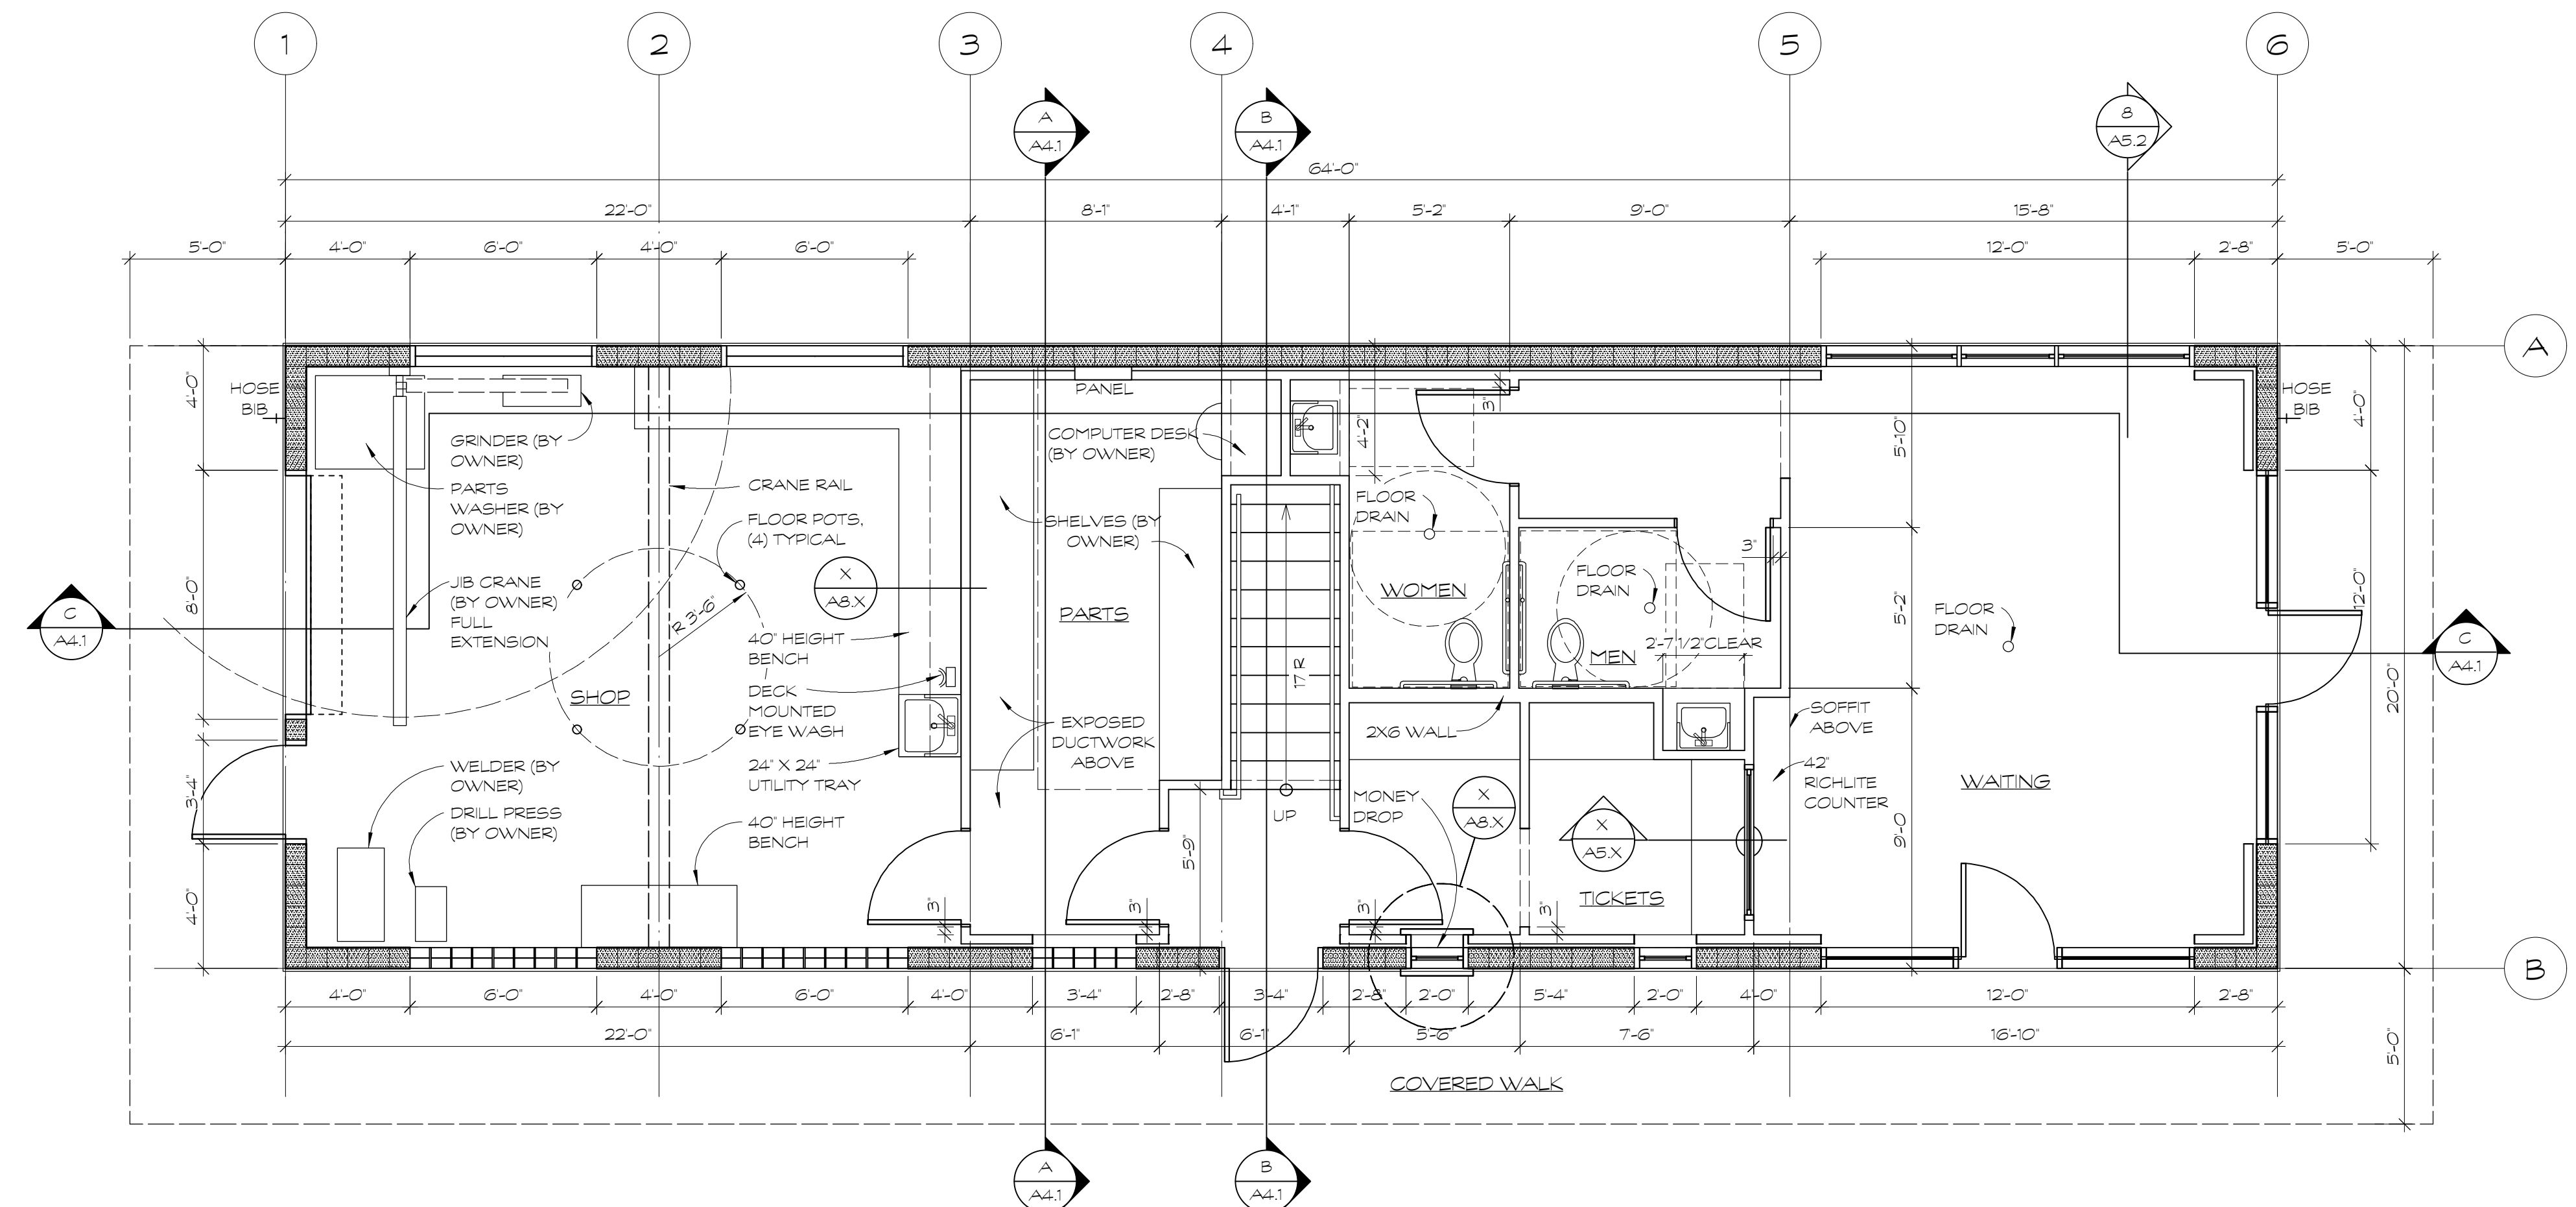 1 2 3 4 5 6
A A4.1
B A4.1
8 A5.2
64'-0"
22'-0" 8'-1" 4'-1" 5'-2" 9'-0" 15'-8"
5'-0" 4'-0" 6'-0" 4'-0" 6'-0" 12'-0" 2'-8" 5'-0"
A
4'-0"
HOSE
BIB
GRINDER (BY
OWNER)
PARTS
WASHER (BY
OWNER)
CRANE RAIL
FLOOR POTS,
(4) TYPICAL
JIB CRANE
(BY OWNER)
FULL
EXTENSION
R 3'-6"
X
A8.X
40" HEIGHT
BENCH
DECK
MOUNTED
EYE WASH
24" X 24"
UTILITY TRAY
SHOP
WELDER (BY
OWNER)
DRILL PRESS
(BY OWNER)
40" HEIGHT
BENCH
8'-0"
3'-4"
4'-0"
C
A4.1
PANEL
COMPUTER DESK
(BY OWNER)
SHELVES (BY
OWNER)
PARTS
EXPOSED
DUCTWORK
ABOVE
17 R
UP
5'-9"
3"
3"
4'-2"
3"
FLOOR
DRAIN
WOMEN
FLOOR
DRAIN
3"
2'-7 1/2"CLEAR
MEN
2X6 WALL
MONEY
DROP
X
A8.X
X
A5.X
TICKETS
3"
3"
5'-10"
5'-2"
9'-0
SOFFIT
ABOVE
42"
RICHLITE
COUNTER
FLOOR
DRAIN
WAITING
HOSE
BIB
4'-0"
12'-0"
20'-0"
5'-0"
C
A4.1
B
4'-0" 6'-0" 4'-0" 6'-0" 4'-0" 3'-4" 2'-8" 3'-4" 2'-8" 2'-0" 5'-4" 2'-0" 4'-0" 12'-0" 2'-8"
22'-0" 6'-1" 6'-1" 5'-6" 7'-6" 16'-10"
COVERED WALK
A A4.1
B A4.1